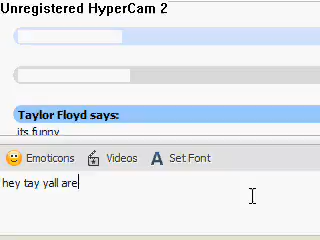 Unregistered HyperCam 2
Taylor Floyd says:
its funny
Emoticons Videos Set Font
hey tay yall are